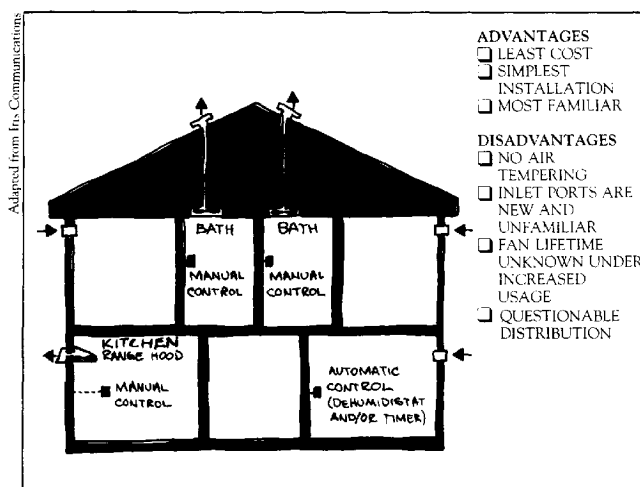 Adapted from Iris Communications
ADVANTAGES
❏ LEAST COST
❏ SIMPLEST
INSTALLATION
❏ MOST FAMILIAR
DISADVANTAGES
❏ NO AIR
TEMPERING
❏ INLET PORTS ARE
NEW AND
UNFAMILIAR
❏ FAN LIFETIME
UNKNOWN UNDER
INCREASED
USAGE
❏ QUESTIONABLE
DISTRIBUTION
BATH
BATH
MANUAL
CONTROL
MANUAL
CONTROL
KITCHEN
RANGE HOOD
MANUAL
CONTROL
AUTOMATIC
CONTROL
(DEHUMIDISTAT
AND/OR TIMER)